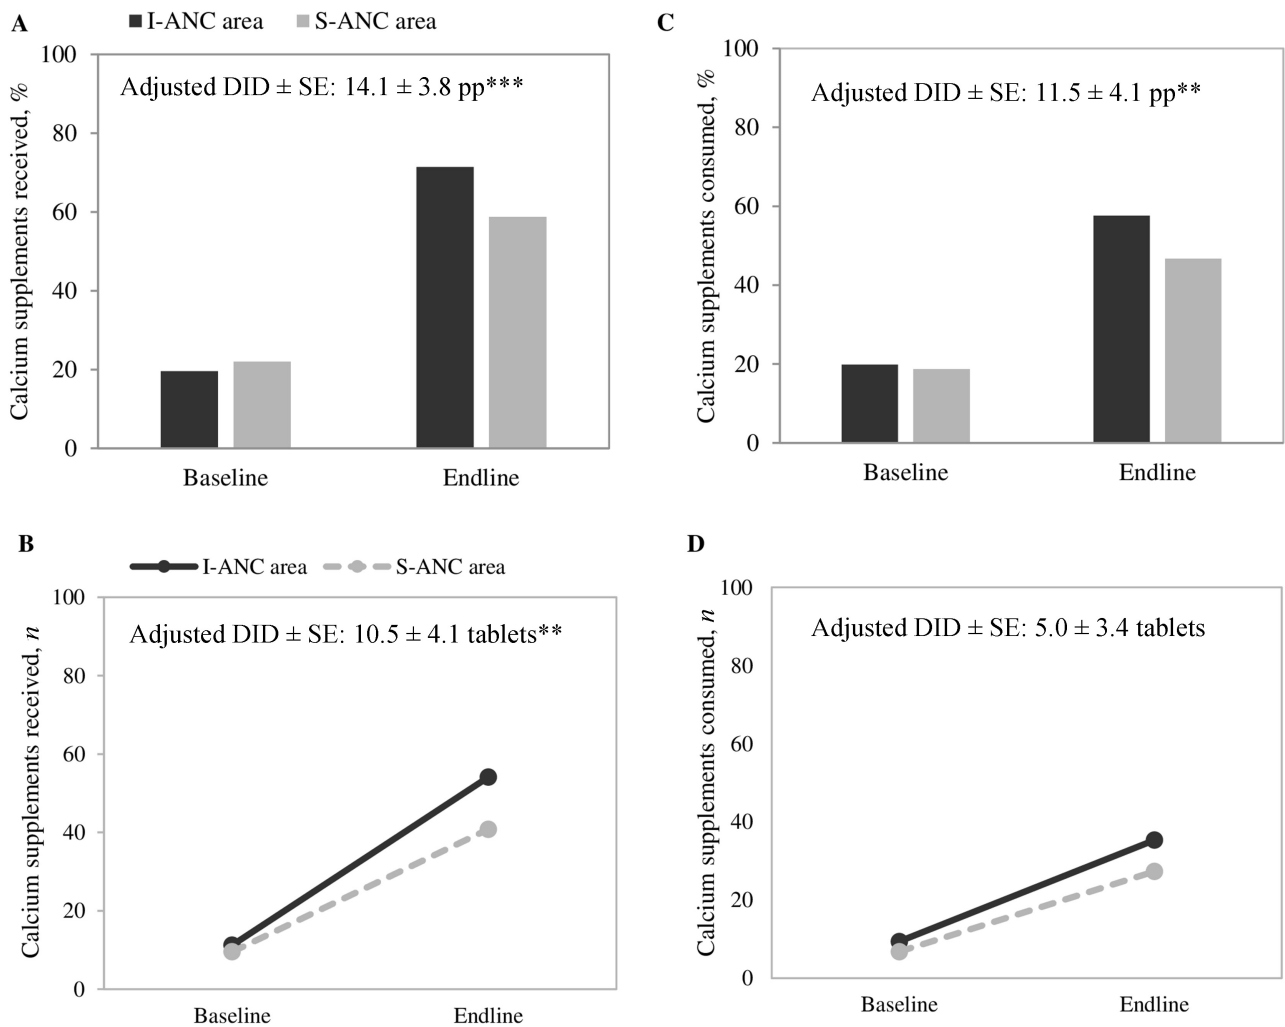 A
I-ANC area
S-ANC area
Calcium supplements received, %
100
80
60
40
20
0
Adjusted DID ± SE: 14.1 ± 3.8 pp***
Baseline
Endline
C
Calcium supplements consumed, %
100
80
60
40
20
0
Adjusted DID ± SE: 11.5 ± 4.1 pp**
Baseline
Endline
B
I-ANC area
S-ANC area
Calcium supplements received, n
100
80
60
40
20
0
Adjusted DID ± SE: 10.5 ± 4.1 tablets**
Baseline
Endline
D
Calcium supplements consumed, n
100
80
60
40
20
0
Adjusted DID ± SE: 5.0 ± 3.4 tablets
Baseline
Endline